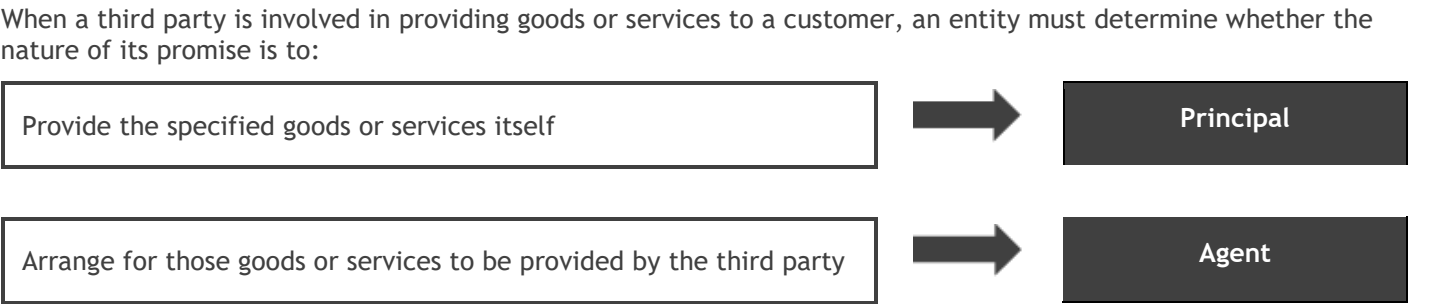 When a third party is involved in providing goods or services to a customer, an entity must determine whether the
nature of its promise is to:
Provide the specified goods or services itself
Principal
Arrange for those goods or services to be provided by the third party
Agent